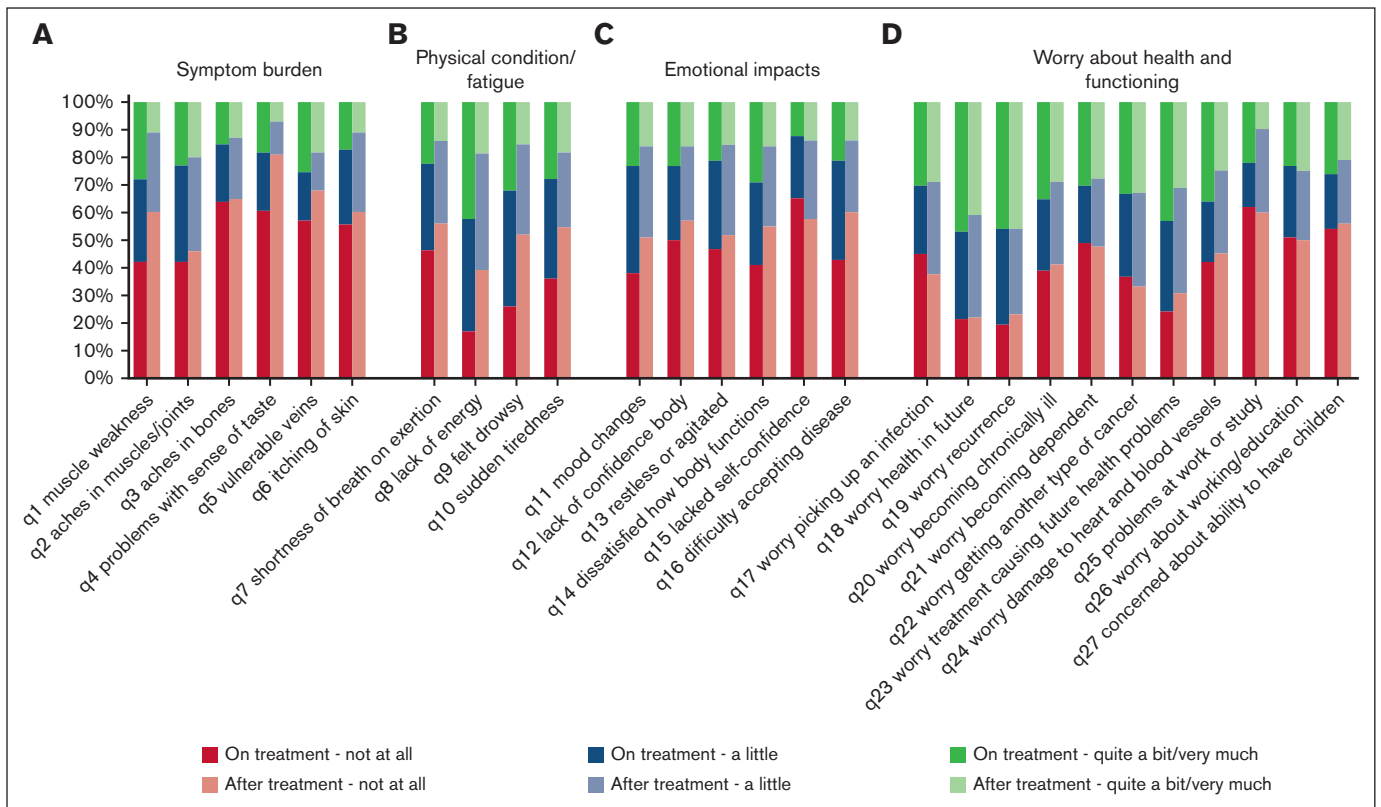 A
B
C
D
Symptom burden
Physical condition/
fatigue
Emotional impacts
Worry about health and
functioning
100%
90%
80%
70%
60%
50%
40%
30%
20%
10%
0%
q1 muscle weakness
q2 aches in muscles/joints
q3 aches in bones
q4 problems with sense of taste
q5 vulnerable veins
q6 itching of skin
q7 shortness of breath on exertion
q8 lack of energy
q9 felt drowsy
q10 sudden tiredness
q11 mood changes
q12 lack of confidence body
q13 restless or agitated
q14 dissatisfied how body functions
q15 lacked self-confidence
q16 difficulty accepting disease
q17 worry picking up an infection
q18 worry health in future
q19 worry recurrence
q20 worry becoming chronically ill
q21 worry becoming dependent
q22 worry getting another type of cancer
q23 worry treatment causing future health problems
q24 worry damage to heart and blood vessels
q25 problems at work or study
q26 worry about working/education
q27 concerned about ability to have children
On treatment - not at all
On treatment - a little
On treatment - quite a bit/very much
After treatment - not at all
After treatment - a little
After treatment - quite a bit/very much